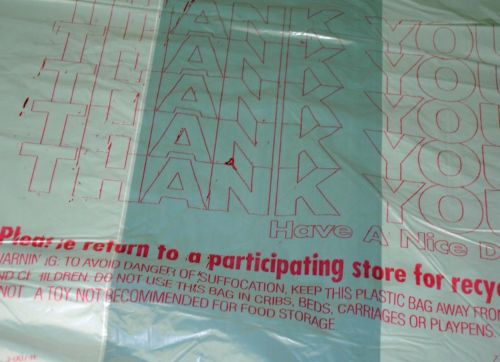 THANK YOU
THANK YOU
THANK YOU
THANK YOU
THANK YOU
Have A Nice D
Please return to a participating store for recyc
WARNING: TO AVOID DANGER OF SUFFOCATION, KEEP THIS PLASTIC BAG AWAY FROM
ND CHILDREN. DO NOT USE THIS BAG IN CRIBS, BEDS, CARRIAGES OR PLAYPENS.
NOT A TOY NOT RECOMMENDED FOR FOOD STORAGE